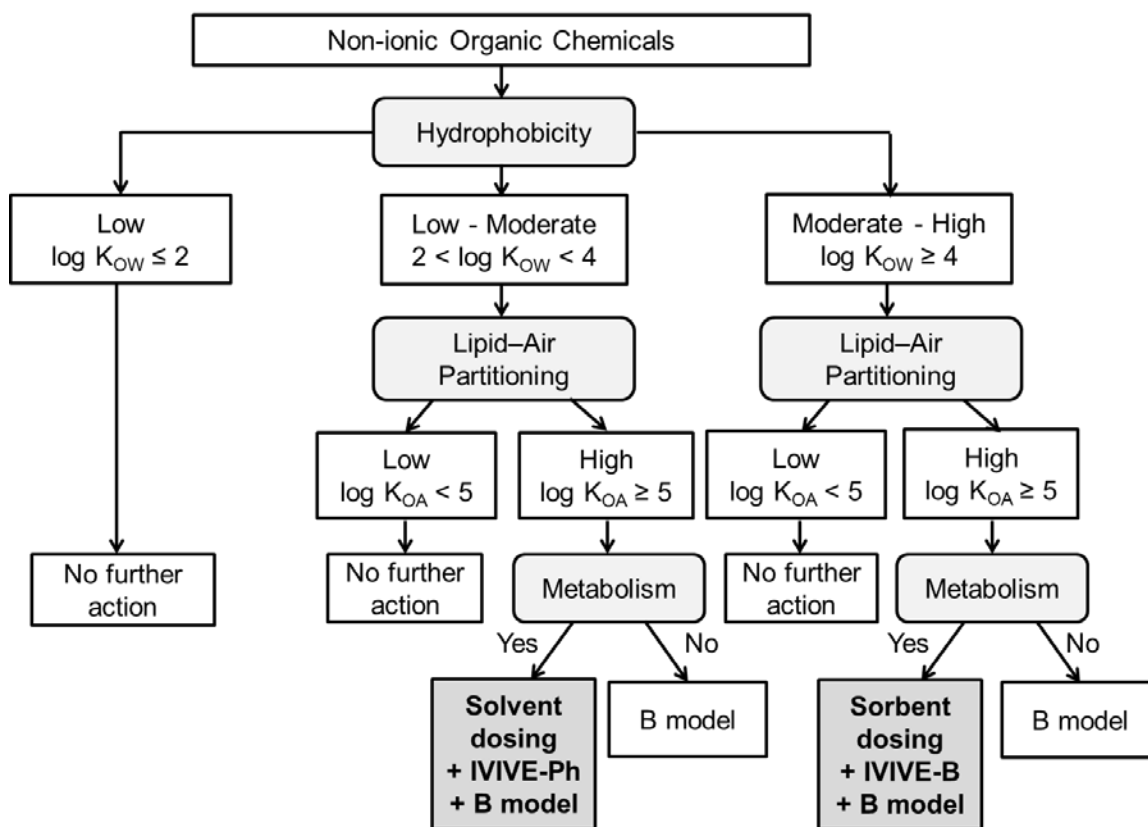 Non-ionic Organic Chemicals
Hydrophobicity
Low
log K_OW ≤ 2
Low - Moderate
2 < log K_OW < 4
Moderate - High
log K_OW ≥ 4
Lipid–Air
Partitioning
Lipid–Air
Partitioning
Low
log K_OA < 5
High
log K_OA ≥ 5
Low
log K_OA < 5
High
log K_OA ≥ 5
No further
action
No further
action
Metabolism
No further
action
Metabolism
Yes
No
Yes
No
Solvent
dosing
+ IVIVE-Ph
+ B model
B model
Sorbent
dosing
+ IVIVE-B
+ B model
B model